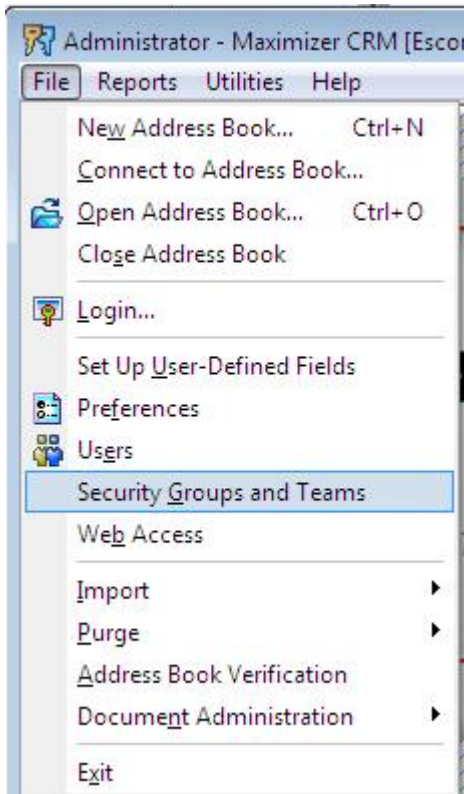 Administrator - Maximizer CRM [Escor
File Reports Utilities Help
New Address Book... Ctrl+N
Connect to Address Book...
Open Address Book... Ctrl+O
Close Address Book
Login...
Set Up User-Defined Fields
Preferences
Users
Security Groups and Teams
Web Access
Import
Purge
Address Book Verification
Document Administration
Exit